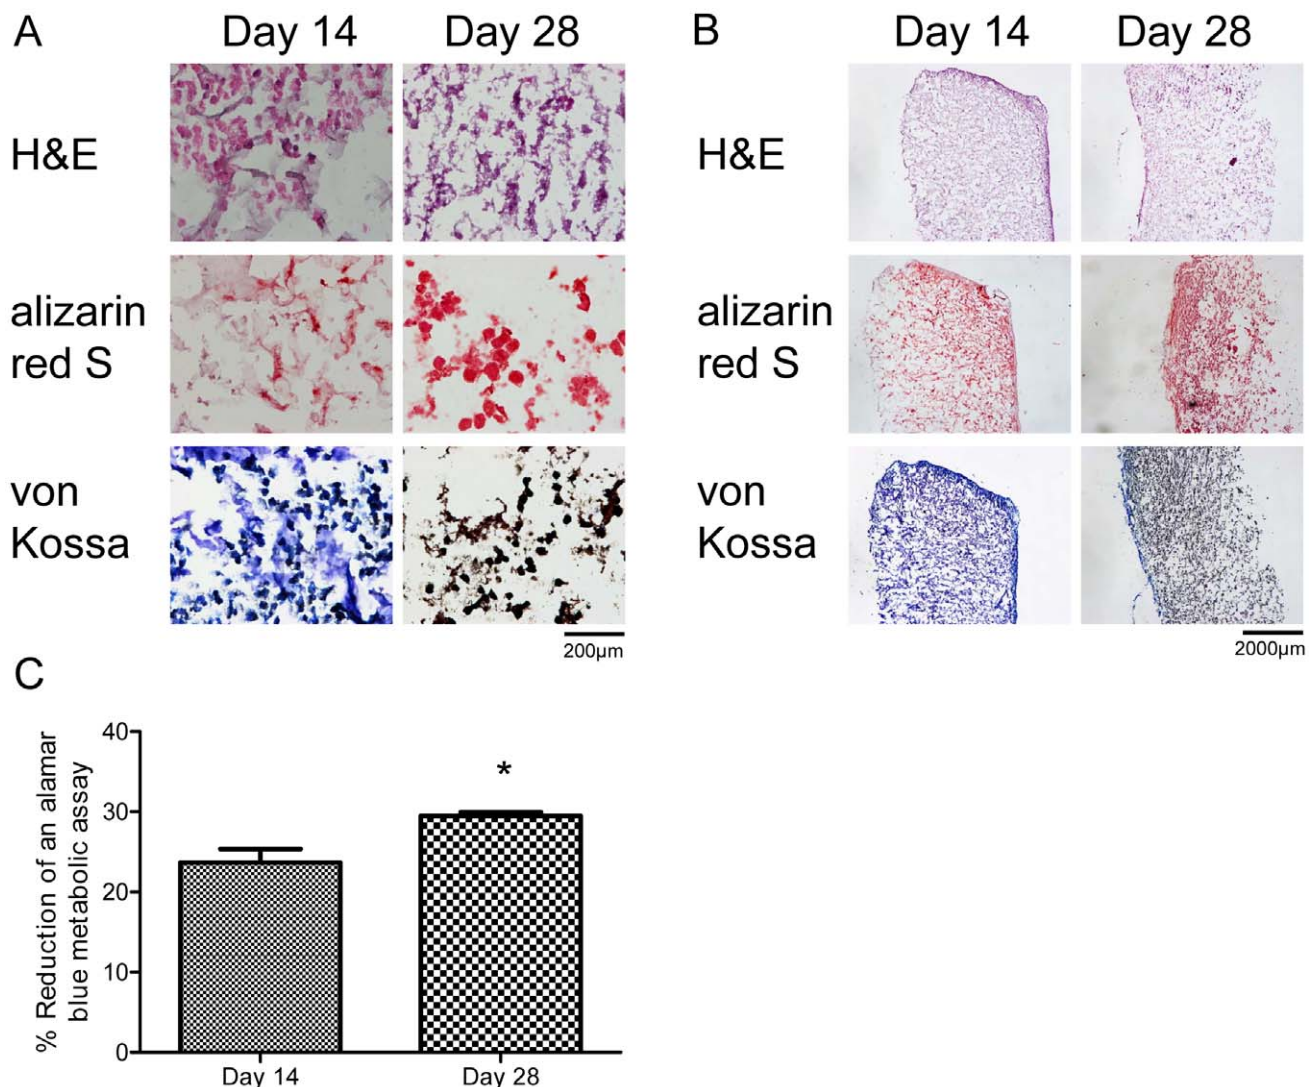 A
Day 14
Day 28
H&E
alizarin
red S
von
Kossa
200µm
B
Day 14
Day 28
H&E
alizarin
red S
von
Kossa
2000µm
C
% Reduction of an alamar
blue metabolic assay
40
30
20
10
0
*
Day 14
Day 28